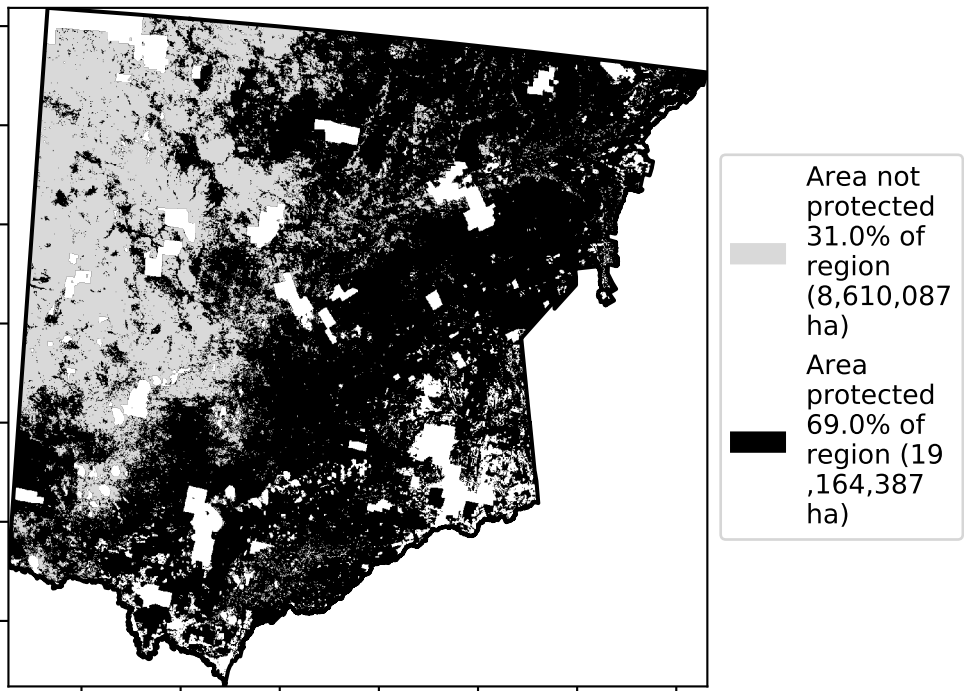 Area not
protected
31.0% of
region
(8,610,087
ha)
Area
protected
69.0% of
region (19
,164,387
ha)